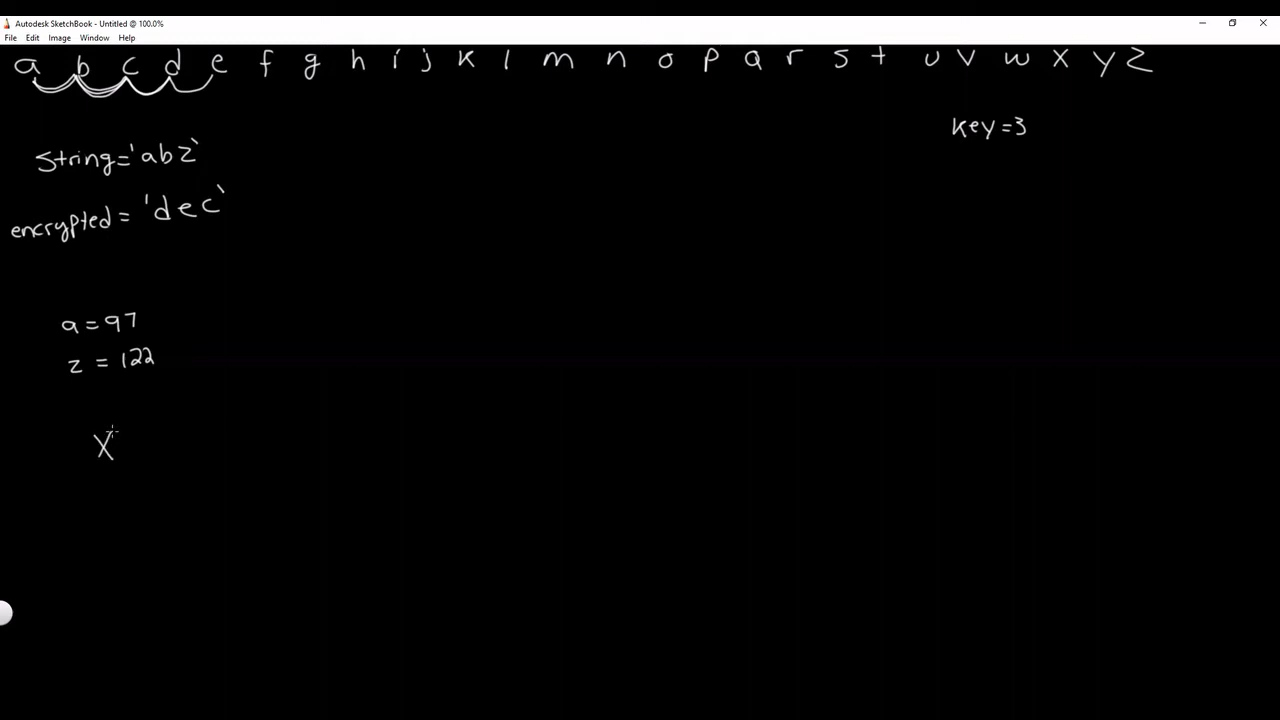 Autodesk SketchBook - Untitled @ 100.0%
File Edit Image Window Help
a b c d e f g h i j k l m n o p q r s t u v w x y z
key=3
string='abz'
encrypted = 'dec'
a = 97
z = 122
X